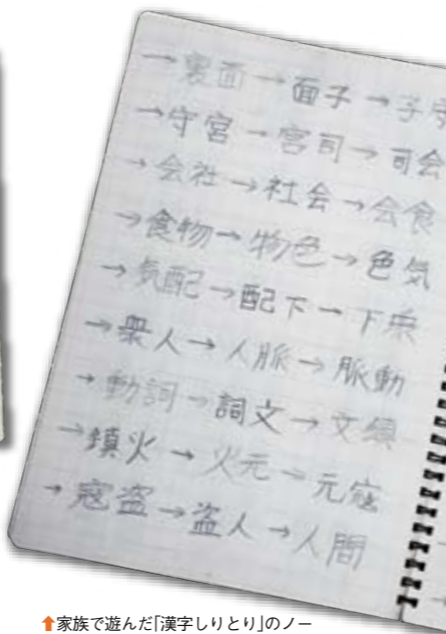 →裏面→面子→子守
→守宮→宮司→司会
→会社→社会→会食
→食物→物色→色気
→気配→配下→下衆
→衆人→人脈→脈動
→動詞→詞文→文鎮
→鎮火→火元→元寇
→寇盗→盗人→人間
⬆家族で遊んだ「漢字しりとり」のノー